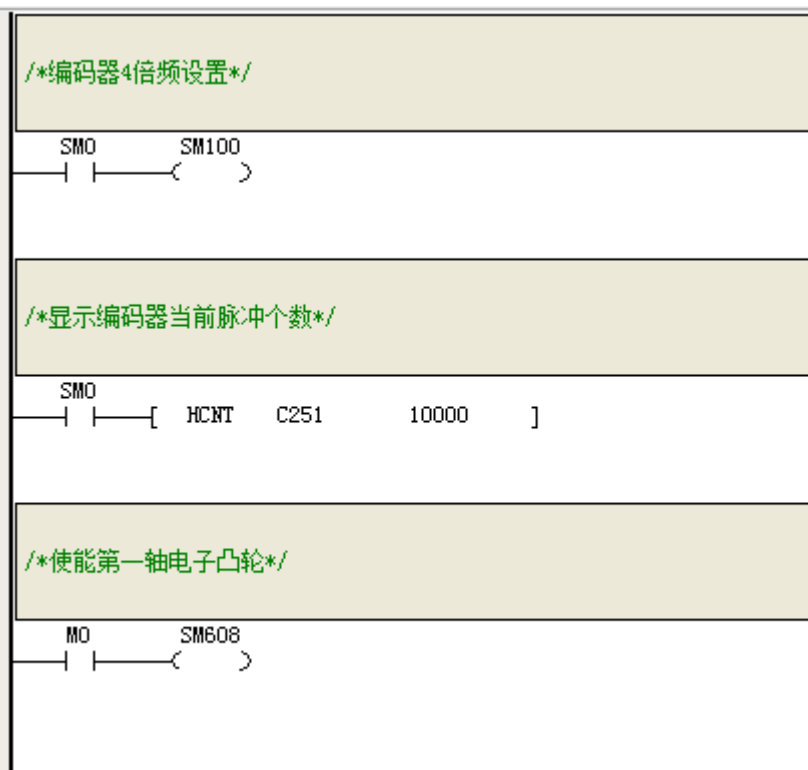 /*编码器4倍频设置*/
SM0 SM100
/*显示编码器当前脉冲个数*/
SM0
[ HCNT C251 10000 ]
/*使能第一轴电子凸轮*/
M0 SM608